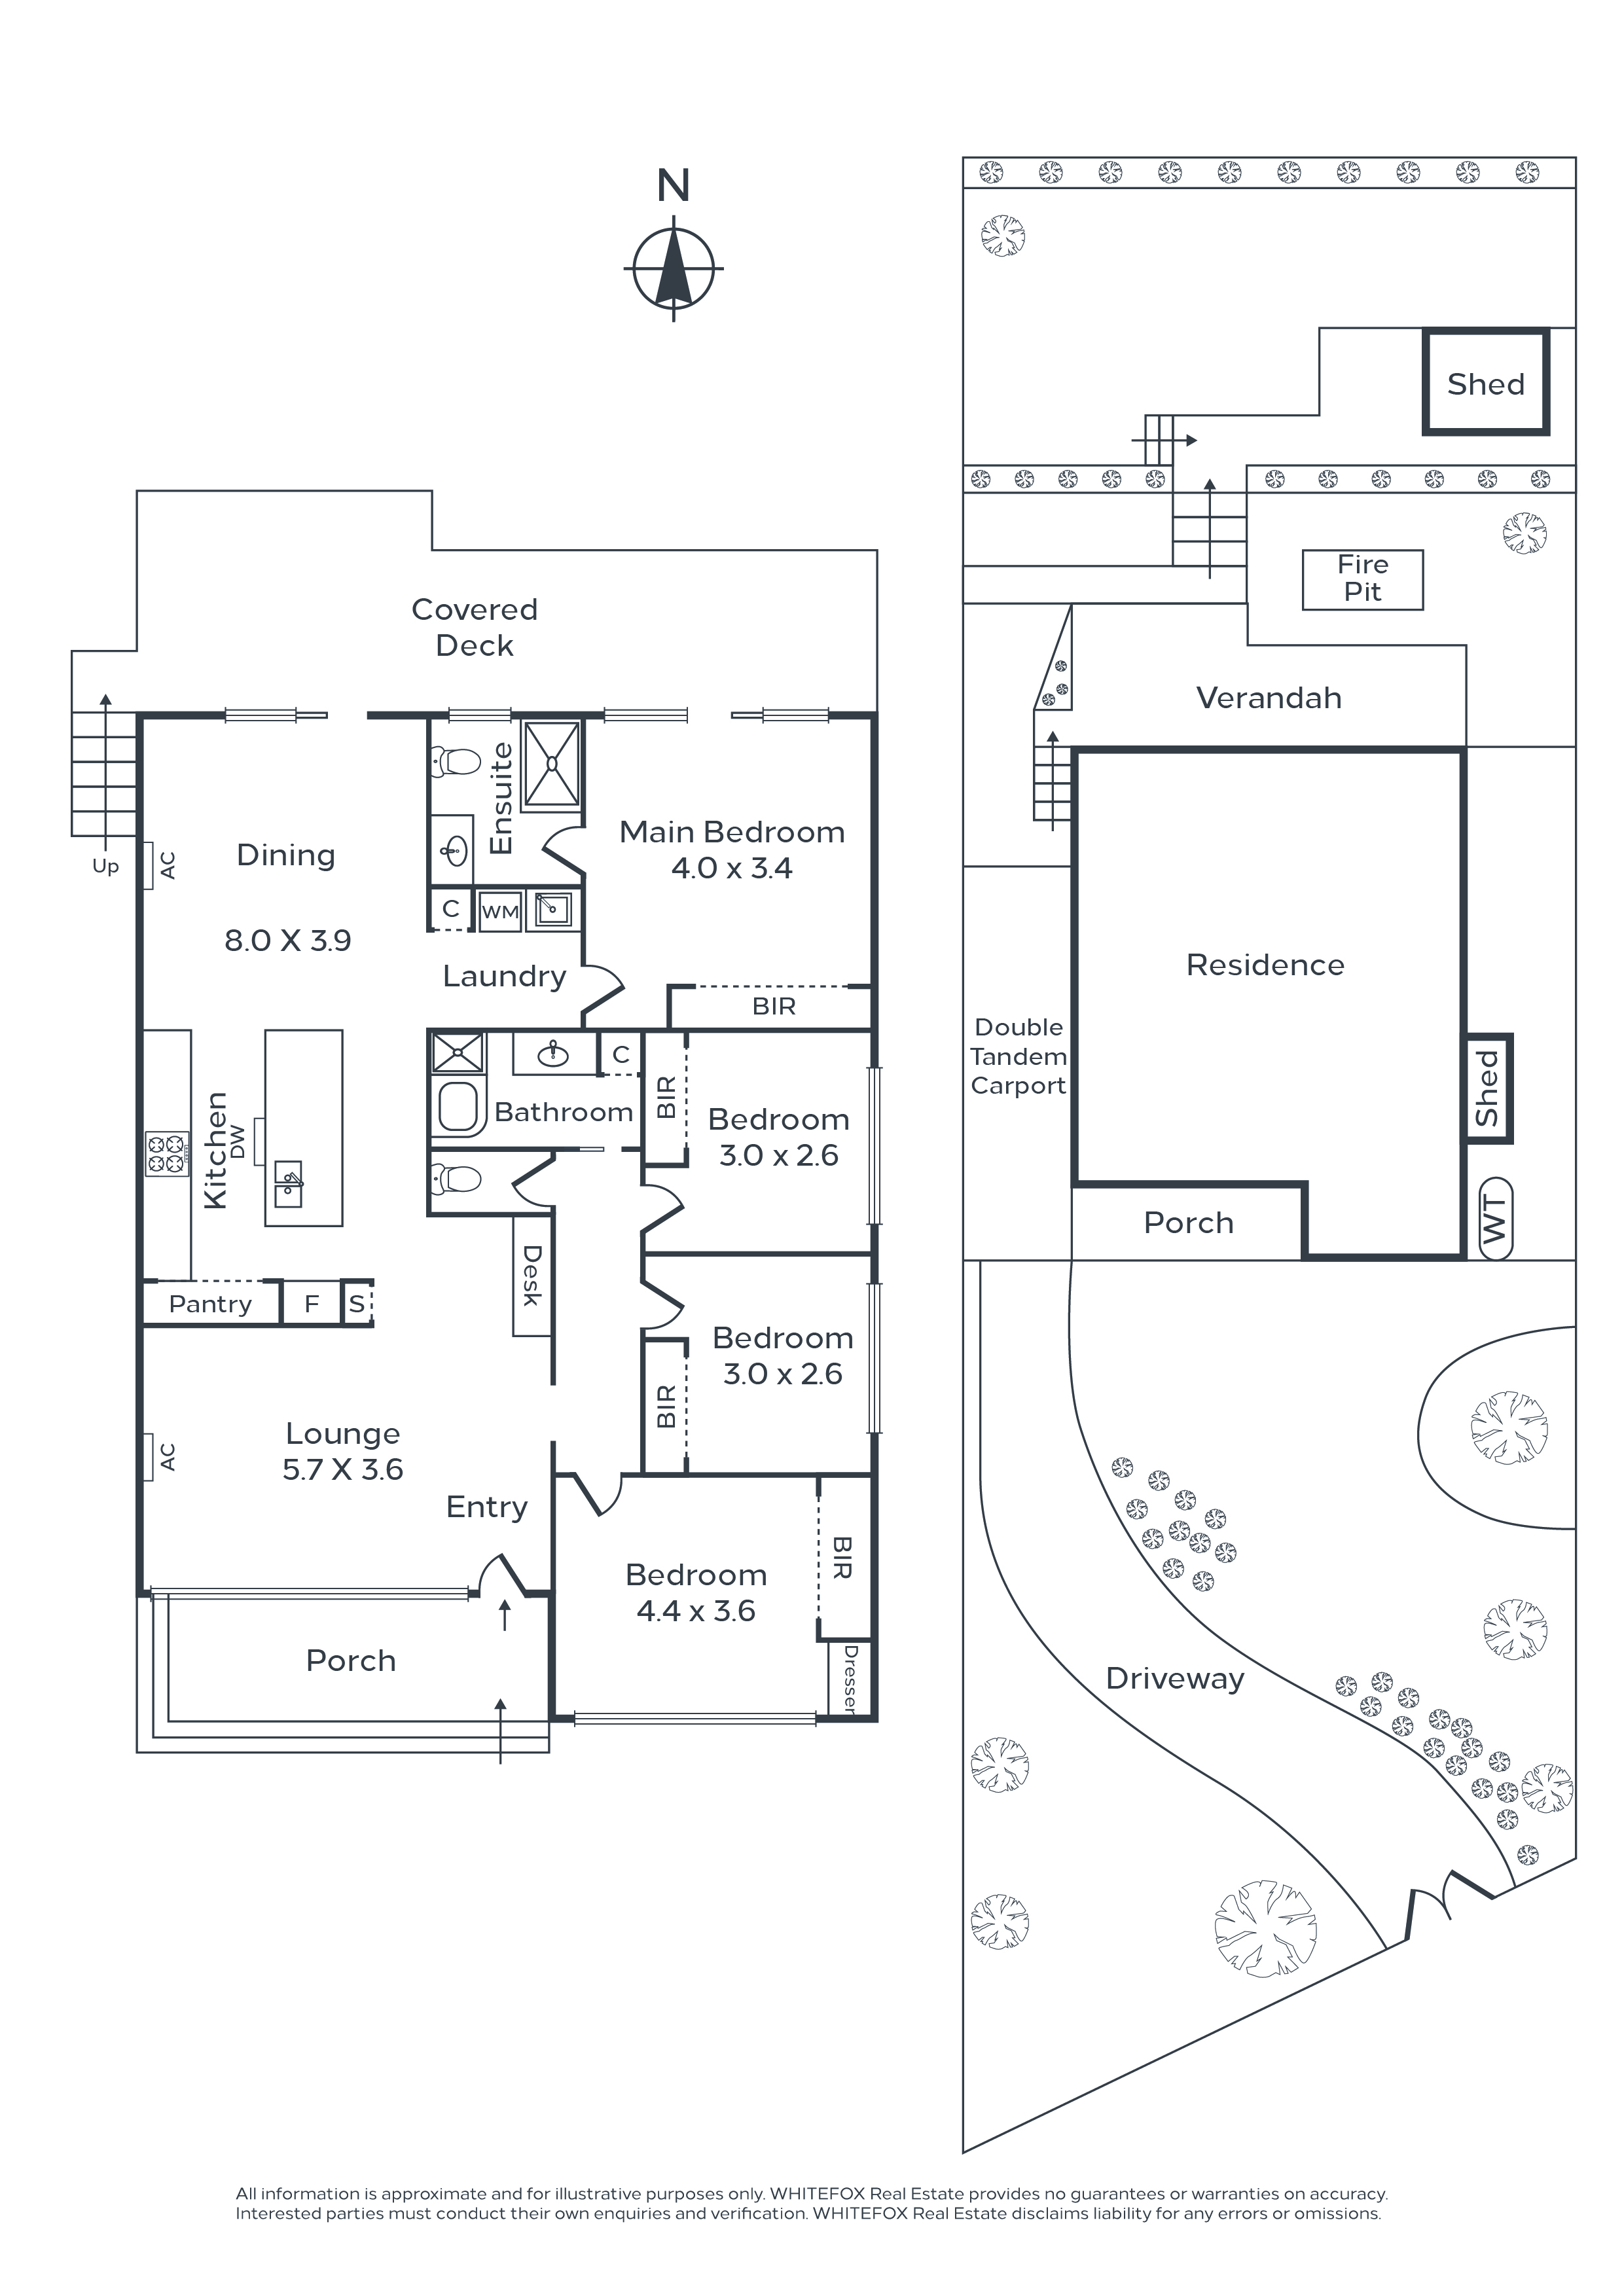 N
Covered
Deck
Up
AC
Dining
8.0 X 3.9
Ensuite
Main Bedroom
4.0 x 3.4
C
WM
Laundry
BIR
Kitchen
DW
Bathroom
C
BIR
Bedroom
3.0 x 2.6
Pantry
F
S
Desk
Bedroom
3.0 x 2.6
BIR
AC
Lounge
5.7 X 3.6
Entry
Bedroom
4.4 x 3.6
BIR
Dresser
Porch
Shed
Fire
Pit
Verandah
Residence
Double
Tandem
Carport
Shed
WT
Porch
Driveway
All information is approximate and for illustrative purposes only. WHITEFOX Real Estate provides no guarantees or warranties on accuracy.
Interested parties must conduct their own enquiries and verification. WHITEFOX Real Estate disclaims liability for any errors or omissions.